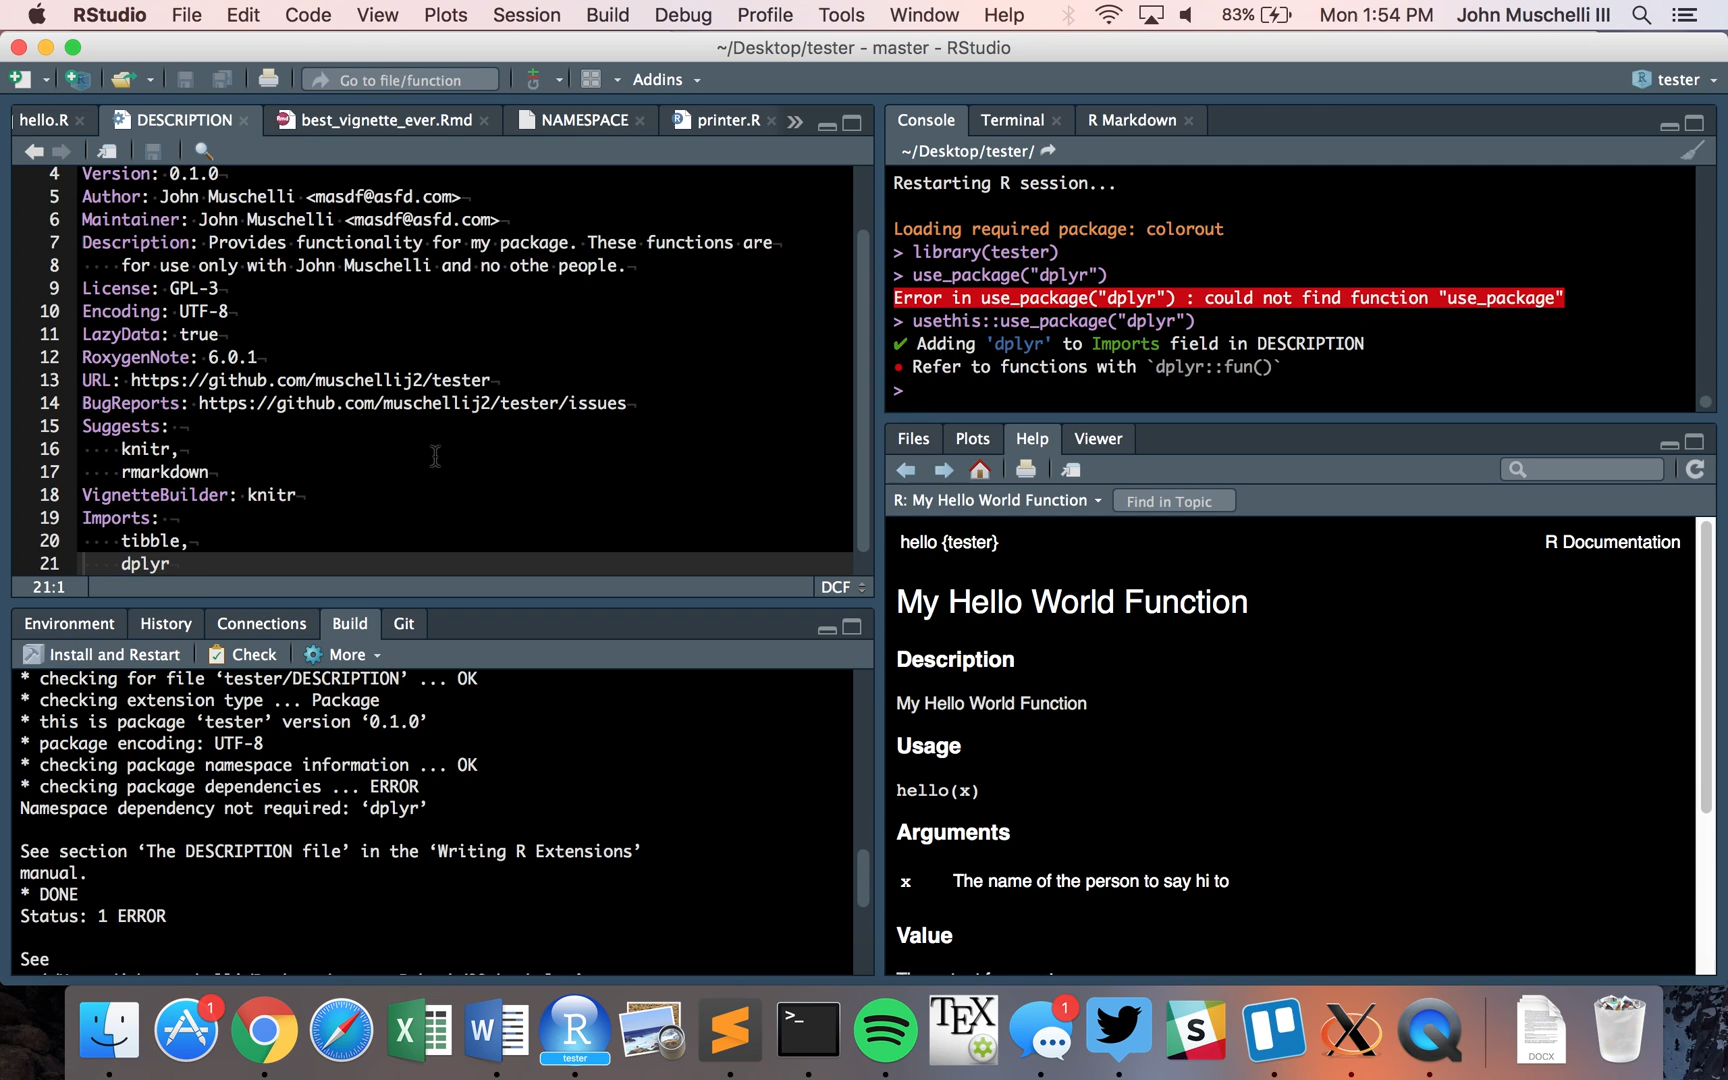 RStudio File Edit Code View Plots Session Build Debug Profile Tools Window Help 83% Mon 1:54 PM John Muschelli III
~/Desktop/tester - master - RStudio
Go to file/function Addins tester
hello.R DESCRIPTION best_vignette_ever.Rmd NAMESPACE printer.R
4 Version: 0.1.0
5 Author: John Muschelli <masdf@asfd.com>
6 Maintainer: John Muschelli <masdf@asfd.com>
7 Description: Provides functionality for my package. These functions are
8 for use only with John Muschelli and no othe people.
9 License: GPL-3
10 Encoding: UTF-8
11 LazyData: true
12 RoxygenNote: 6.0.1
13 URL: https://github.com/muschellij2/tester
14 BugReports: https://github.com/muschellij2/tester/issues
15 Suggests:
16 knitr,
17 rmarkdown
18 VignetteBuilder: knitr
19 Imports:
20 tibble,
21 dplyr
21:1 DCF
Environment History Connections Build Git
Install and Restart Check More
* checking for file ‘tester/DESCRIPTION’ ... OK
* checking extension type ... Package
* this is package ‘tester’ version ‘0.1.0’
* package encoding: UTF-8
* checking package namespace information ... OK
* checking package dependencies ... ERROR
Namespace dependency not required: ‘dplyr’
See section ‘The DESCRIPTION file’ in the ‘Writing R Extensions’
manual.
* DONE
Status: 1 ERROR
See
Console Terminal R Markdown
~/Desktop/tester/
Restarting R session...
Loading required package: colorout
> library(tester)
> use_package("dplyr")
Error in use_package("dplyr") : could not find function "use_package"
> usethis::use_package("dplyr")
✔ Adding 'dplyr' to Imports field in DESCRIPTION
● Refer to functions with `dplyr::fun()`
>
Files Plots Help Viewer
R: My Hello World Function Find in Topic
hello {tester} R Documentation
My Hello World Function
Description
My Hello World Function
Usage
hello(x)
Arguments
x The name of the person to say hi to
Value
1 X W R tester >_ TEX 1 S X DOCX